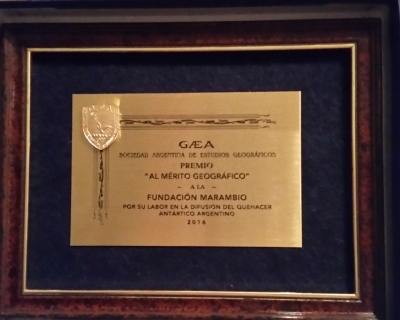 GÆA
SOCIEDAD ARGENTINA DE ESTUDIOS GEOGRÁFICOS
PREMIO
"AL MÉRITO GEOGRÁFICO"
– A LA –
FUNDACIÓN MARAMBIO
POR SU LABOR EN LA DIFUSIÓN DEL QUEHACER
ANTÁRTICO ARGENTINO
2016